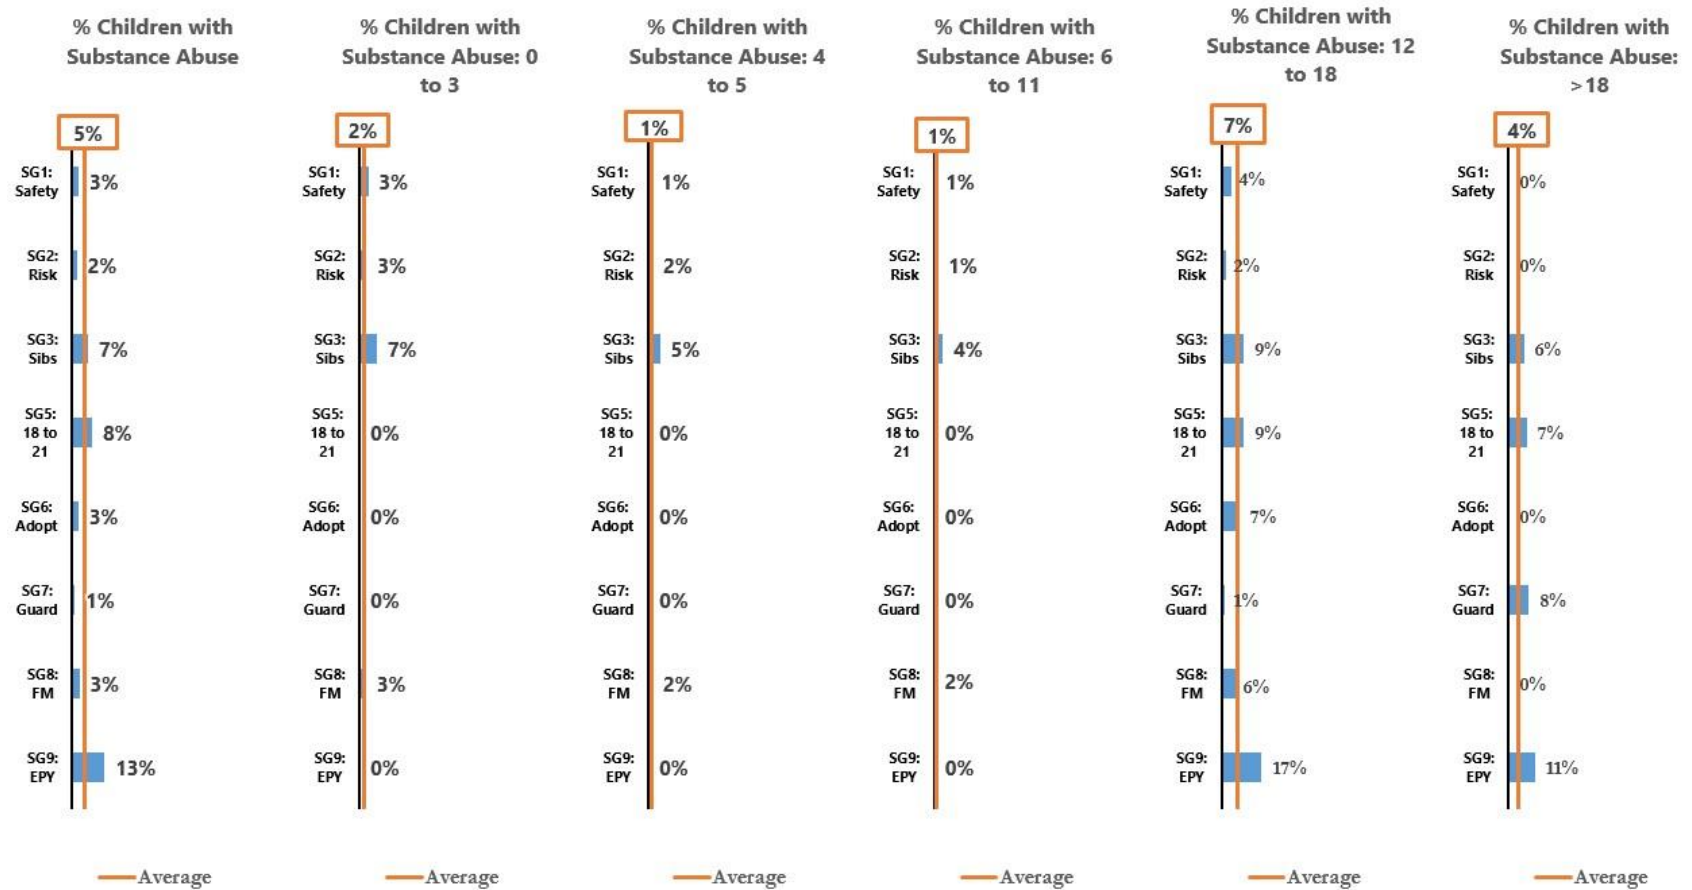 % Children with
Substance Abuse
5%
SG1:
Safety
3%
SG2:
Risk
2%
SG3:
Sibs
7%
SG5:
18 to
21
8%
SG6:
Adopt
3%
SG7:
Guard
1%
SG8:
FM
3%
SG9:
EPY
13%
Average
% Children with
Substance Abuse: 0
to 3
2%
SG1:
Safety
3%
SG2:
Risk
3%
SG3:
Sibs
7%
SG5:
18 to
21
0%
SG6:
Adopt
0%
SG7:
Guard
0%
SG8:
FM
3%
SG9:
EPY
0%
Average
% Children with
Substance Abuse: 4
to 5
1%
SG1:
Safety
1%
SG2:
Risk
2%
SG3:
Sibs
5%
SG5:
18 to
21
0%
SG6:
Adopt
0%
SG7:
Guard
0%
SG8:
FM
2%
SG9:
EPY
0%
Average
% Children with
Substance Abuse: 6
to 11
1%
SG1:
Safety
1%
SG2:
Risk
1%
SG3:
Sibs
4%
SG5:
18 to
21
0%
SG6:
Adopt
0%
SG7:
Guard
0%
SG8:
FM
2%
SG9:
EPY
0%
Average
% Children with
Substance Abuse: 12
to 18
7%
SG1:
Safety
4%
SG2:
Risk
2%
SG3:
Sibs
9%
SG5:
18 to
21
9%
SG6:
Adopt
7%
SG7:
Guard
1%
SG8:
FM
6%
SG9:
EPY
17%
Average
% Children with
Substance Abuse:
>18
4%
SG1:
Safety
0%
SG2:
Risk
0%
SG3:
Sibs
6%
SG5:
18 to
21
7%
SG6:
Adopt
0%
SG7:
Guard
8%
SG8:
FM
0%
SG9:
EPY
11%
Average